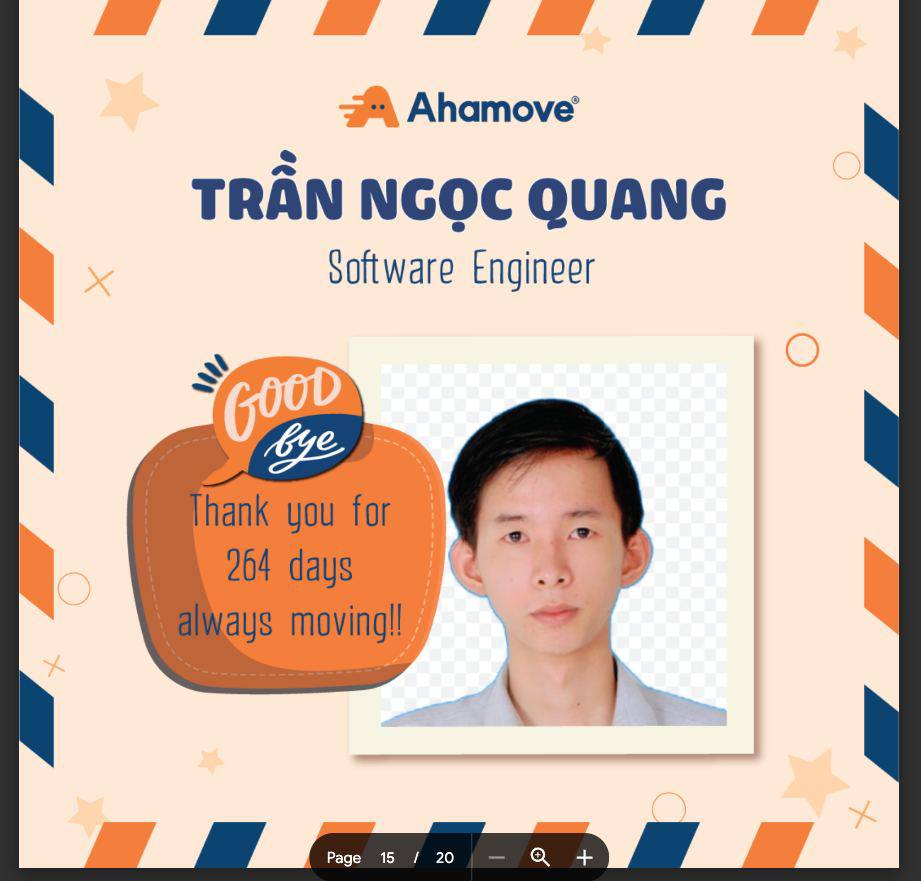 Ahamove®
TRẦN NGỌC QUANG
Software Engineer
GOOD
bye
Thank you for
264 days
always moving!!
Page 15 / 20